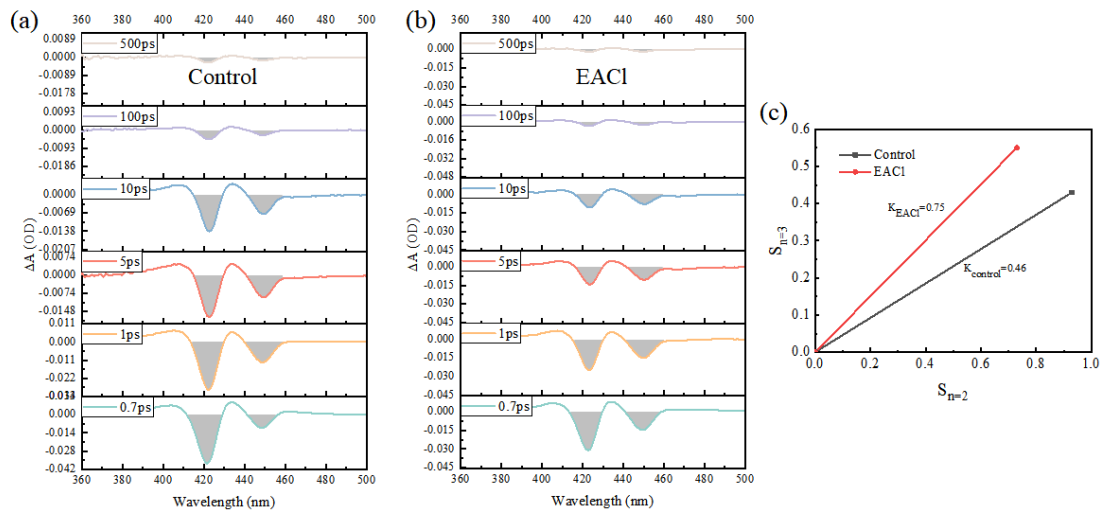 (a)
360 380 400 420 440 460 480 500
0.0089
0.0000
-0.0089
-0.0178
500ps
Control
0.0093
0.0000
-0.0093
-0.0186
100ps
0.0000
-0.0069
-0.0138
-0.0207
10ps
0.0074
0.0000
-0.0074
-0.0148
5ps
0.011
0.000
-0.011
-0.022
1ps
0.000
-0.014
-0.028
-0.042
0.7ps
360 380 400 420 440 460 480 500
ΔA (OD)
Wavelength (nm)
(b)
360 380 400 420 440 460 480 500
0.000
-0.015
-0.030
-0.045
500ps
EACl
0.000
-0.016
-0.032
-0.048
100ps
0.000
-0.015
-0.030
-0.045
10ps
0.000
-0.015
-0.030
-0.045
5ps
0.000
-0.015
-0.030
-0.045
1ps
0.000
-0.015
-0.030
-0.045
0.7ps
360 380 400 420 440 460 480 500
ΔA (OD)
Wavelength (nm)
(c)
0.6
0.5
0.4
0.3
0.2
0.1
0.0
Control
EACl
K_EACl=0.75
K_control=0.46
S_n=3
0.0 0.2 0.4 0.6 0.8 1.0
S_n=2